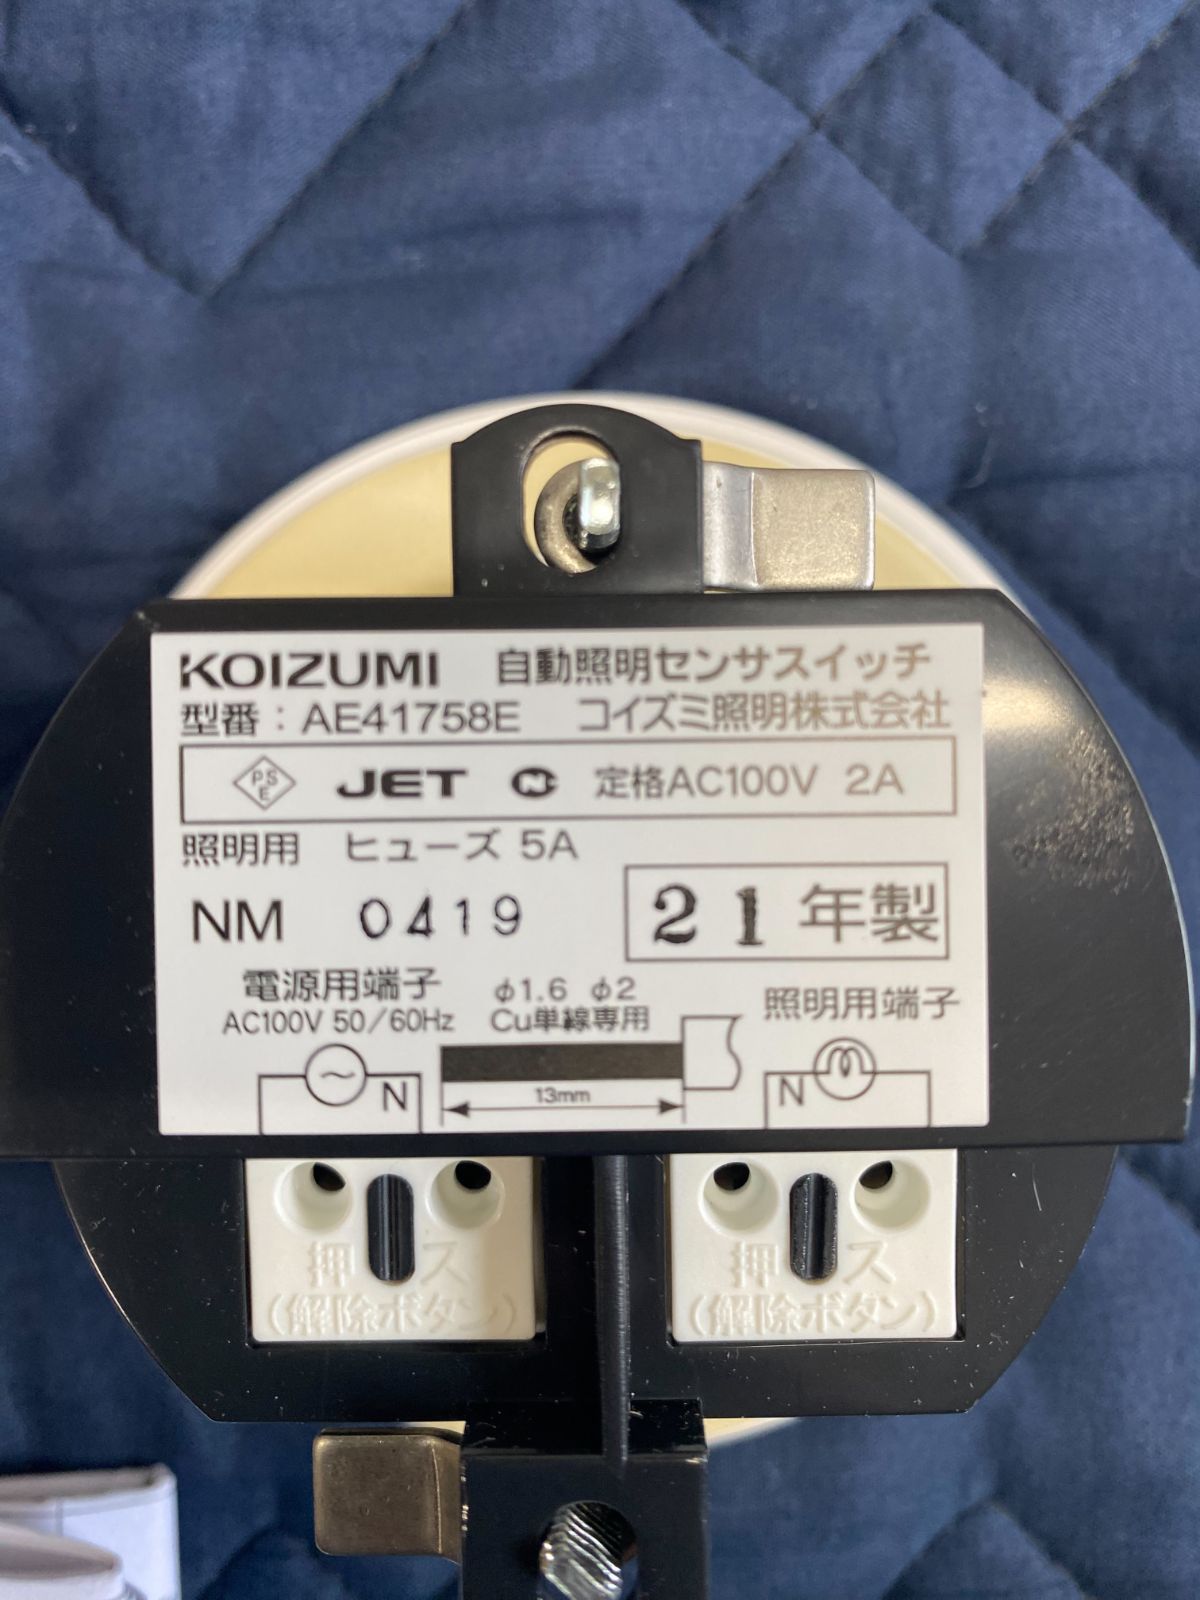 KOIZUMI 自動照明センサスイッチ
型番：AE41758E コイズミ照明株式会社
PSE JET N 定格AC100V 2A
照明用 ヒューズ 5A
NM 0419 21年製
電源用端子 φ1.6 φ2 照明用端子
AC100V 50/60Hz Cu単線専用
N 13mm N
押ス 押ス
(解除ボタン) (解除ボタン)